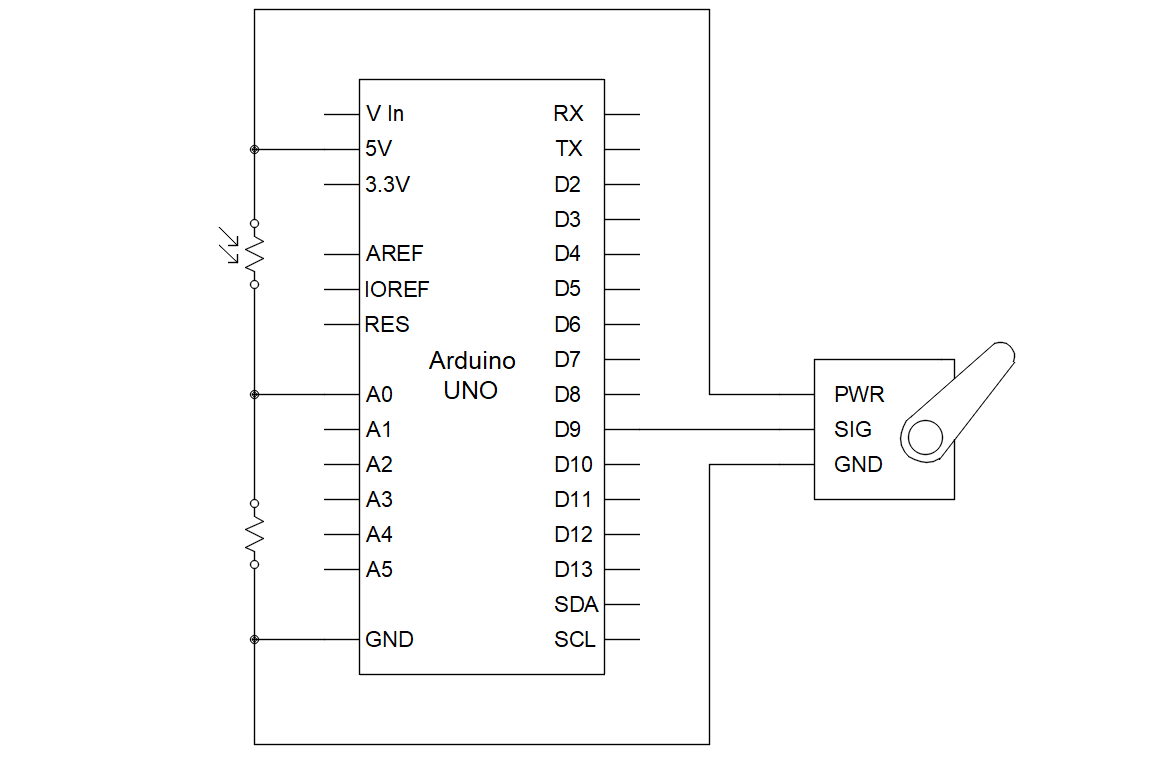 V In
5V
3.3V
AREF
IOREF
RES
A0
A1
A2
A3
A4
A5
GND
Arduino
UNO
RX
TX
D2
D3
D4
D5
D6
D7
D8
D9
D10
D11
D12
D13
SDA
SCL
PWR
SIG
GND